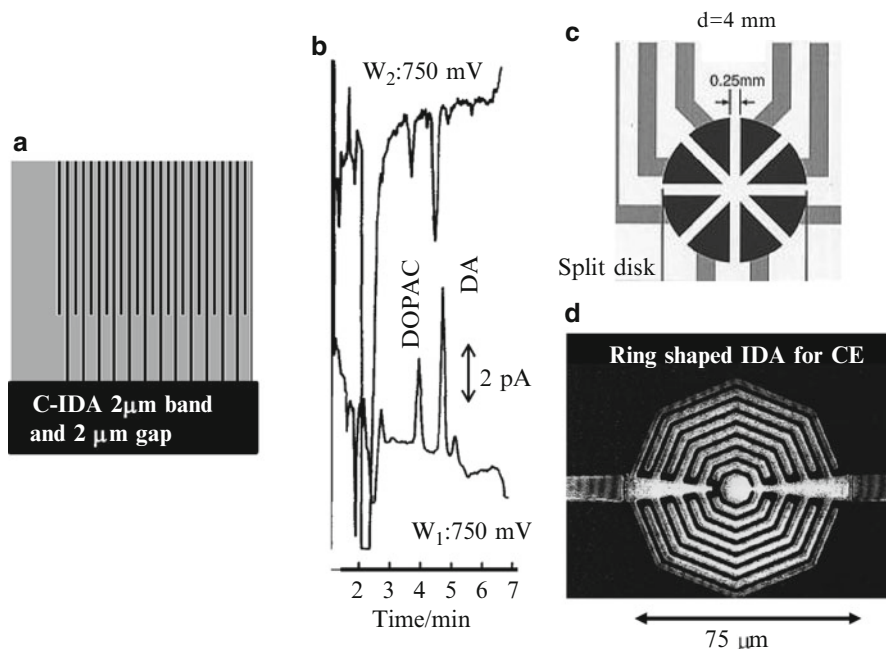 a
C-IDA 2μm band
and 2 μm gap
b
W2:750 mV
DOPAC
DA
2 pA
W1:750 mV
2 3 4 5 6 7
Time/min
c
d=4 mm
0.25mm
Split disk
d
Ring shaped IDA for CE
75 μm